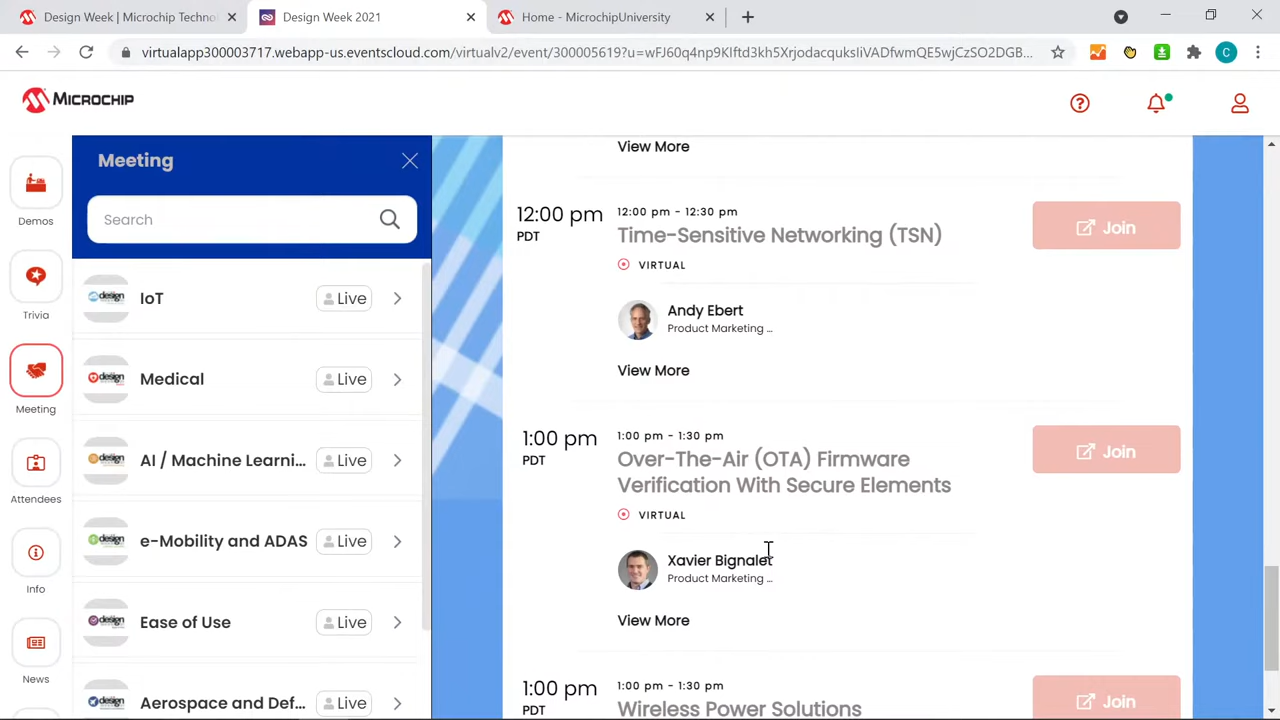 Design Week | Microchip Techno
Design Week 2021
Home - MicrochipUniversity
virtualapp300003717.webapp-us.eventscloud.com/virtualv2/event/300005619?u=wFJ60q4np9KIftd3kh5XrjodacquksIiVADfwmQE5wjCzSO2DGB...
C
MICROCHIP
Demos
Trivia
Meeting
Attendees
Info
News
Meeting
Search
IoT
Live
Medical
Live
AI / Machine Learni...
Live
e-Mobility and ADAS
Live
Ease of Use
Live
Aerospace and Def...
Live
View More
12:00 pm
PDT
12:00 pm - 12:30 pm
Time-Sensitive Networking (TSN)
VIRTUAL
Join
Andy Ebert
Product Marketing ...
View More
1:00 pm
PDT
1:00 pm - 1:30 pm
Over-The-Air (OTA) Firmware
Verification With Secure Elements
VIRTUAL
Join
Xavier Bignalet
Product Marketing ...
View More
1:00 pm
PDT
1:00 pm - 1:30 pm
Wireless Power Solutions
Join